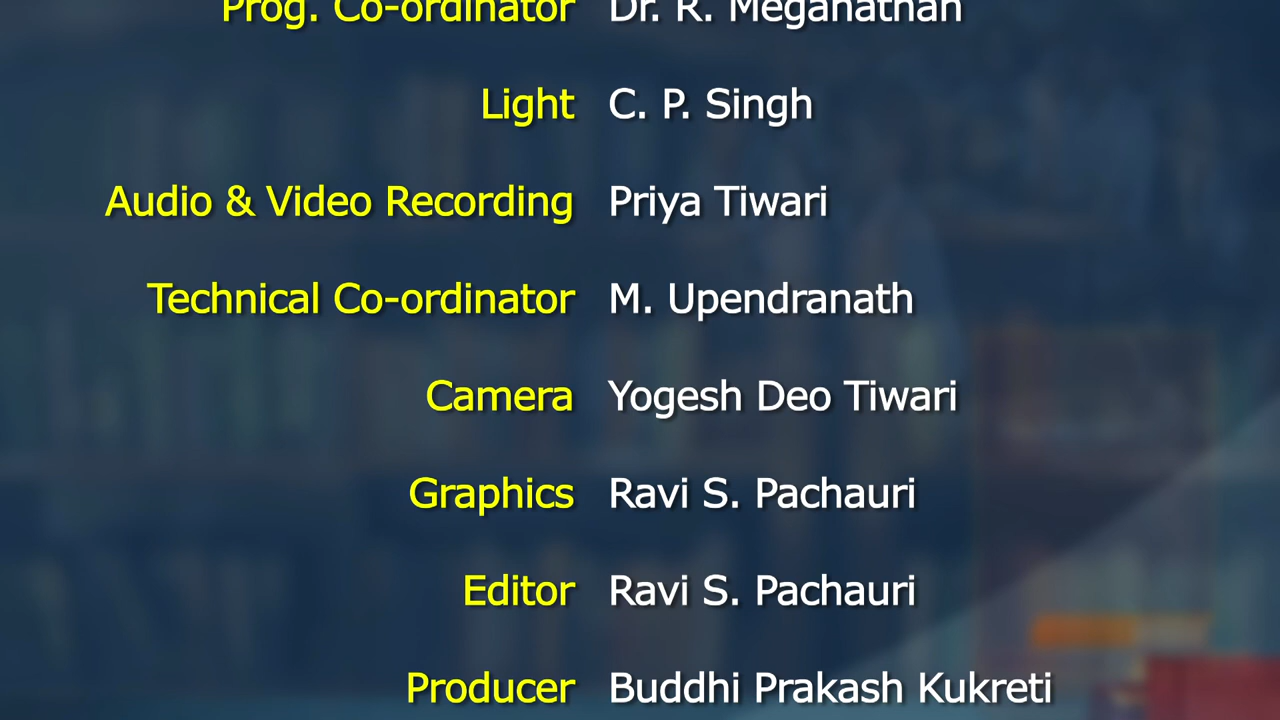 Prog. Co-ordinator Dr. R. Meganathan
Light C. P. Singh
Audio & Video Recording Priya Tiwari
Technical Co-ordinator M. Upendranath
Camera Yogesh Deo Tiwari
Graphics Ravi S. Pachauri
Editor Ravi S. Pachauri
Producer Buddhi Prakash Kukreti